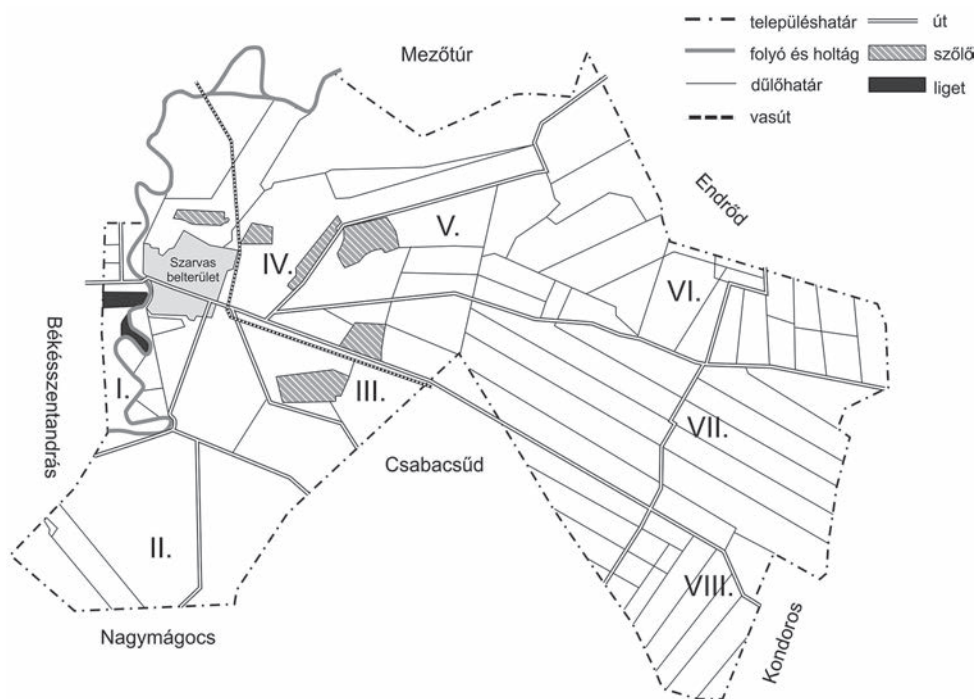 településhatár
út
folyó és holtág
szőlő
dűlőhatár
liget
vasút
Mezőtúr
Endrőd
Szarvas
belterület
IV.
V.
VI.
Békésszentandrás
I.
III.
VII.
Csabacsűd
II.
VIII.
Nagymágocs
Kondoros